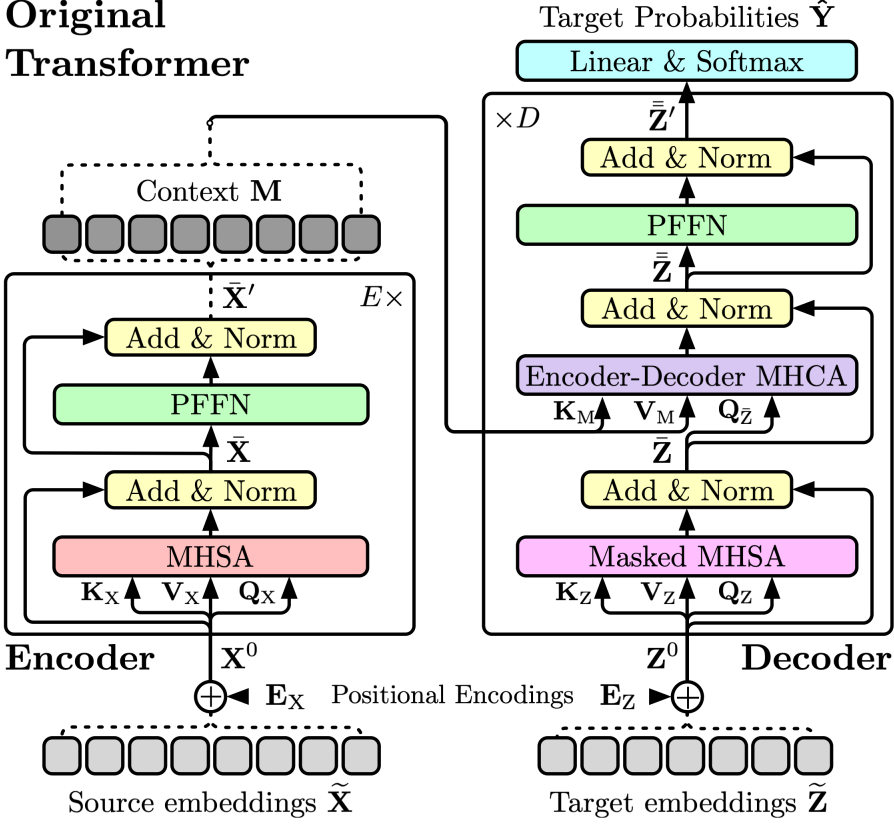 Original
Transformer
Context M
X̄′
E×
Add & Norm
PFFN
X̄
Add & Norm
MHSA
K_X V_X Q_X
Encoder
X⁰
E_X
Positional Encodings
Source embeddings X̃
Target Probabilities Ŷ
Linear & Softmax
×D
Z̿̄′
Add & Norm
PFFN
Z̿
Add & Norm
Encoder-Decoder MHCA
K_M V_M Q_Z̄
Z̄
Add & Norm
Masked MHSA
K_Z V_Z Q_Z
Z⁰
Decoder
E_Z
Target embeddings Z̃